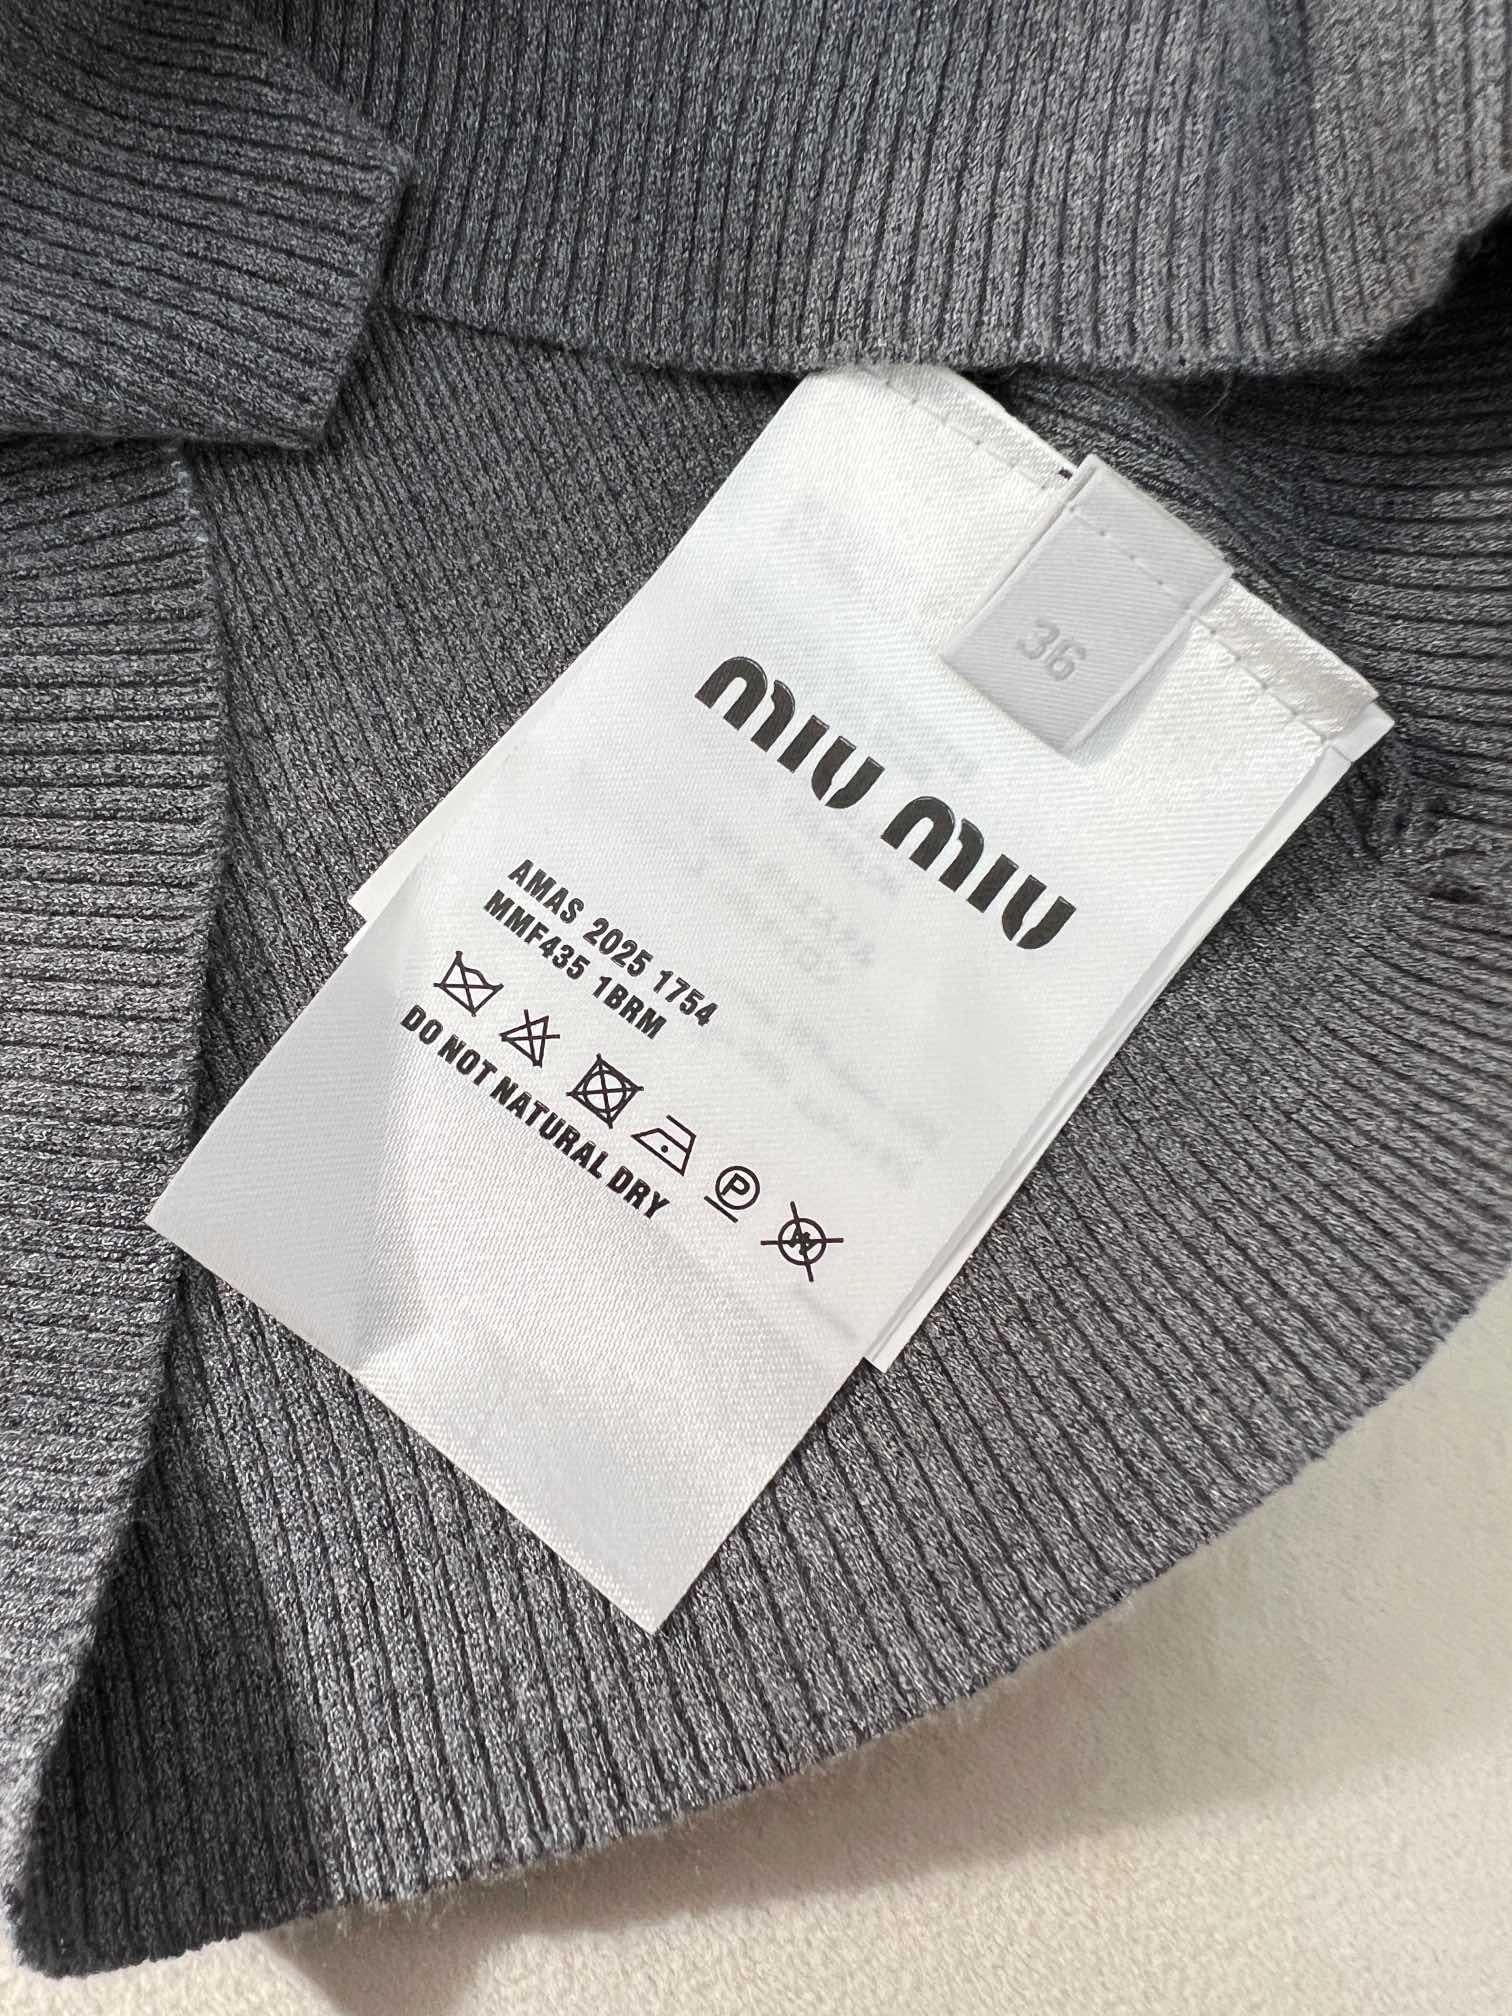 36
miu miu
AMAS 2025 1754
MMF435 1BRM
P
DO NOT NATURAL DRY